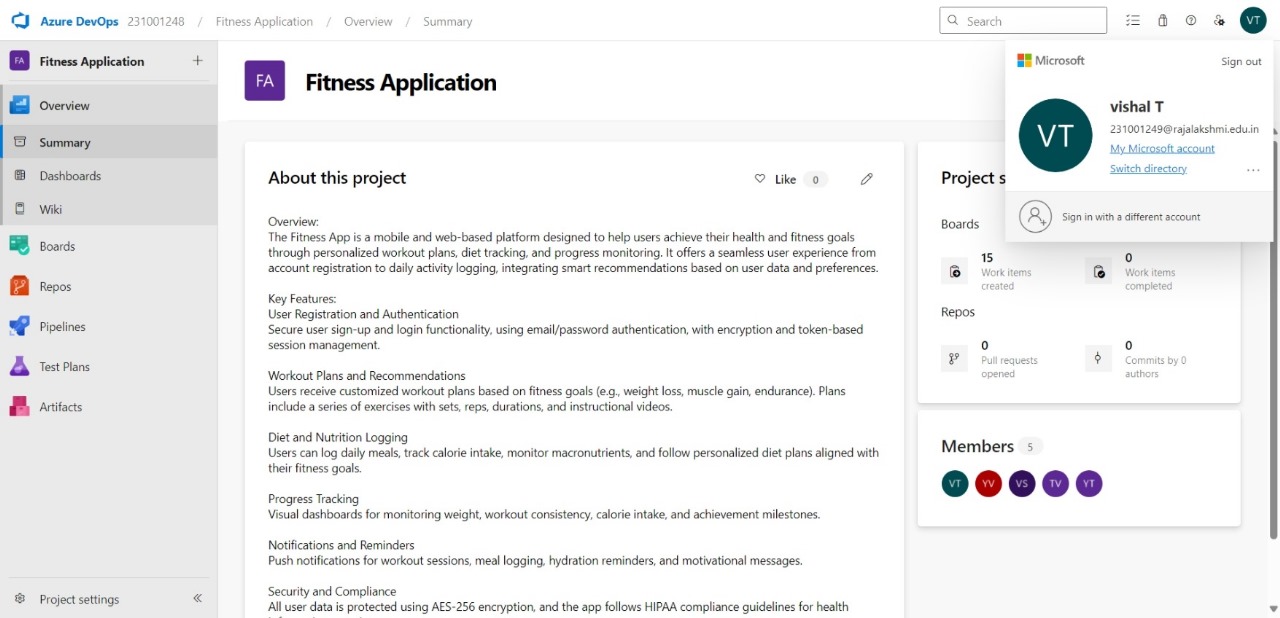 Azure DevOps 231001248 / Fitness Application / Overview / Summary
Search
VT
FA Fitness Application +
Overview
Summary
Dashboards
Wiki
Boards
Repos
Pipelines
Test Plans
Artifacts
Project settings
FA Fitness Application
About this project
Like 0
Overview:
The Fitness App is a mobile and web-based platform designed to help users achieve their health and fitness goals
through personalized workout plans, diet tracking, and progress monitoring. It offers a seamless user experience from
account registration to daily activity logging, integrating smart recommendations based on user data and preferences.
Key Features:
User Registration and Authentication
Secure user sign-up and login functionality, using email/password authentication, with encryption and token-based
session management.
Workout Plans and Recommendations
Users receive customized workout plans based on fitness goals (e.g., weight loss, muscle gain, endurance). Plans
include a series of exercises with sets, reps, durations, and instructional videos.
Diet and Nutrition Logging
Users can log daily meals, track calorie intake, monitor macronutrients, and follow personalized diet plans aligned with
their fitness goals.
Progress Tracking
Visual dashboards for monitoring weight, workout consistency, calorie intake, and achievement milestones.
Notifications and Reminders
Push notifications for workout sessions, meal logging, hydration reminders, and motivational messages.
Security and Compliance
All user data is protected using AES-256 encryption, and the app follows HIPAA compliance guidelines for health
Microsoft
Sign out
VT
vishal T
231001249@rajalakshmi.edu.in
My Microsoft account
Switch directory
...
Sign in with a different account
Project s
Boards
15
Work items
created
0
Work items
completed
Repos
0
Pull requests
opened
0
Commits by 0
authors
Members 5
VT YV VS TV YT